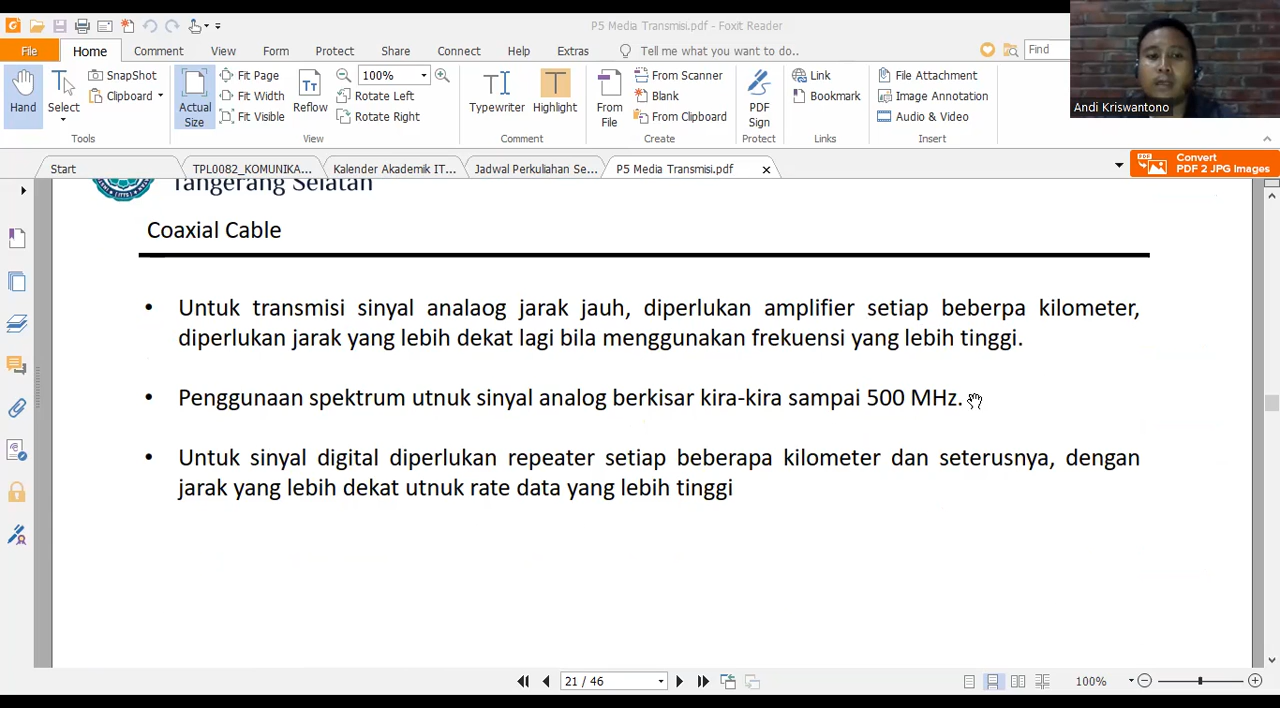 P5 Media Transmisi.pdf - Foxit Reader
File
Home
Comment
View
Form
Protect
Share
Connect
Help
Extras
Tell me what you want to do..
Find
Hand
Select
SnapShot
Clipboard
Tools
Actual
Size
Fit Page
Fit Width
Fit Visible
Reflow
100%
Rotate Left
Rotate Right
View
Typewriter
Highlight
Comment
From
File
From Scanner
Blank
From Clipboard
Create
PDF
Sign
Protect
Link
Bookmark
Links
File Attachment
Image Annotation
Audio & Video
Insert
Andi Kriswantono
Start
TPL0082_KOMUNIKA...
Kalender Akademik IT...
Jadwal Perkuliahan Se...
P5 Media Transmisi.pdf
Convert
PDF 2 JPG Images
Tangerang Selatan
Coaxial Cable
• Untuk transmisi sinyal analaog jarak jauh, diperlukan amplifier setiap beberpa kilometer,
diperlukan jarak yang lebih dekat lagi bila menggunakan frekuensi yang lebih tinggi.
• Penggunaan spektrum utnuk sinyal analog berkisar kira-kira sampai 500 MHz.
• Untuk sinyal digital diperlukan repeater setiap beberapa kilometer dan seterusnya, dengan
jarak yang lebih dekat utnuk rate data yang lebih tinggi
21 / 46
100%